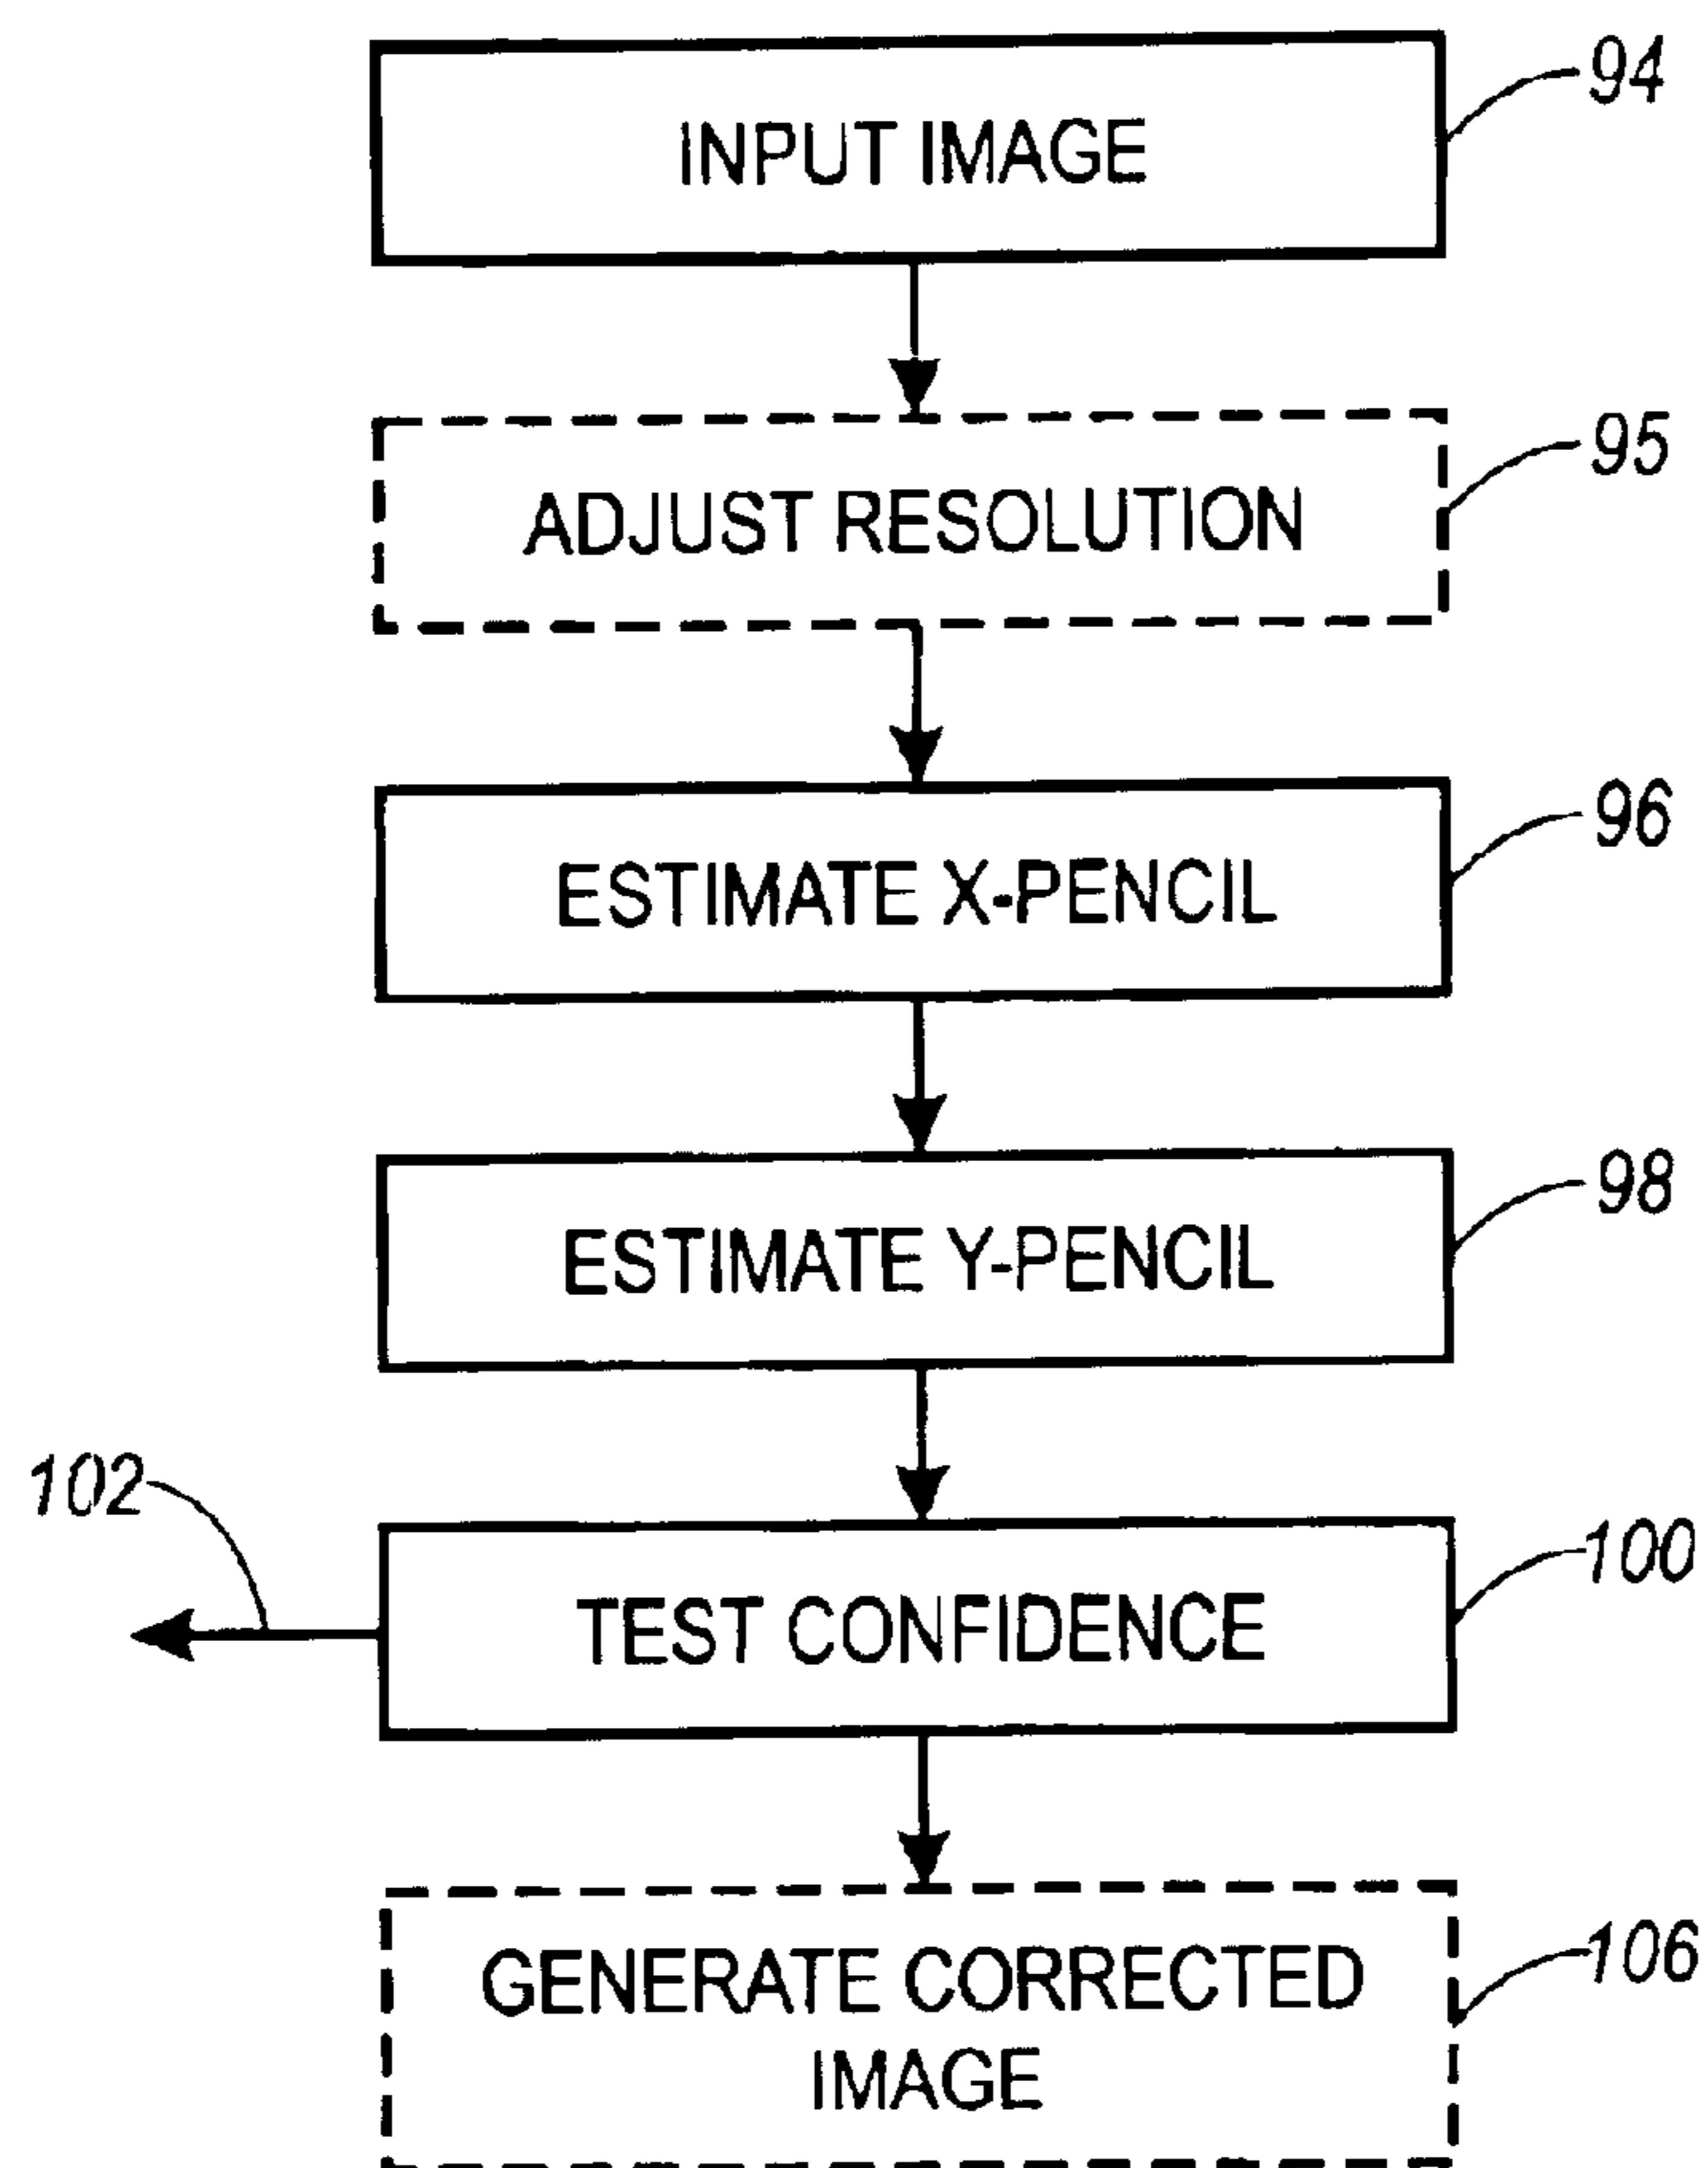 INPUT IMAGE
94
ADJUST RESOLUTION
95
ESTIMATE X-PENCIL
96
ESTIMATE Y-PENCIL
98
102
TEST CONFIDENCE
100
GENERATE CORRECTED
IMAGE
106